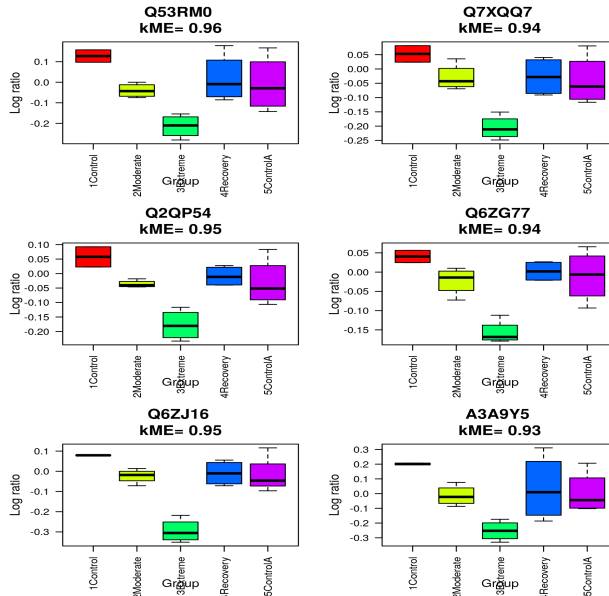 Q53RM0
kME= 0.96
Log ratio
0.1
0.0
-0.1
-0.2
1Control
2Moderate
3Extreme
4Recovery
5ControlA
Group
Q7XQQ7
kME= 0.94
Log ratio
0.05
0.00
-0.05
-0.10
-0.15
-0.20
-0.25
1Control
2Moderate
3Extreme
4Recovery
5ControlA
Group
Q2QP54
kME= 0.95
Log ratio
0.10
0.05
0.00
-0.05
-0.10
-0.15
-0.20
1Control
2Moderate
3Extreme
4Recovery
5ControlA
Group
Q6ZG77
kME= 0.94
Log ratio
0.05
0.00
-0.05
-0.15
1Control
2Moderate
3Extreme
4Recovery
5ControlA
Group
Q6ZJ16
kME= 0.95
Log ratio
0.1
0.0
-0.1
-0.3
1Control
2Moderate
3Extreme
4Recovery
5ControlA
Group
A3A9Y5
kME= 0.93
Log ratio
0.3
0.2
0.1
0.0
-0.1
-0.2
-0.3
1Control
2Moderate
3Extreme
4Recovery
5ControlA
Group